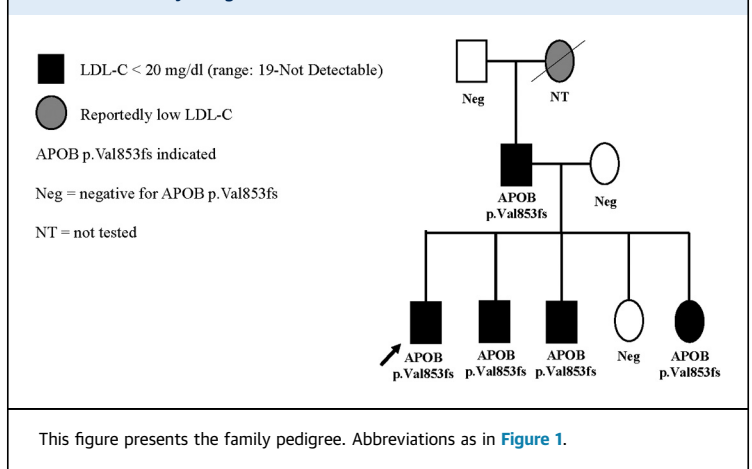 LDL-C < 20 mg/dl (range: 19-Not Detectable)
Reportedly low LDL-C
APOB p.Val853fs indicated
Neg = negative for APOB p.Val853fs
NT = not tested
Neg
NT
APOB
p.Val853fs
Neg
APOB
p.Val853fs
APOB
p.Val853fs
APOB
p.Val853fs
Neg
APOB
p.Val853fs
This figure presents the family pedigree. Abbreviations as in Figure 1.